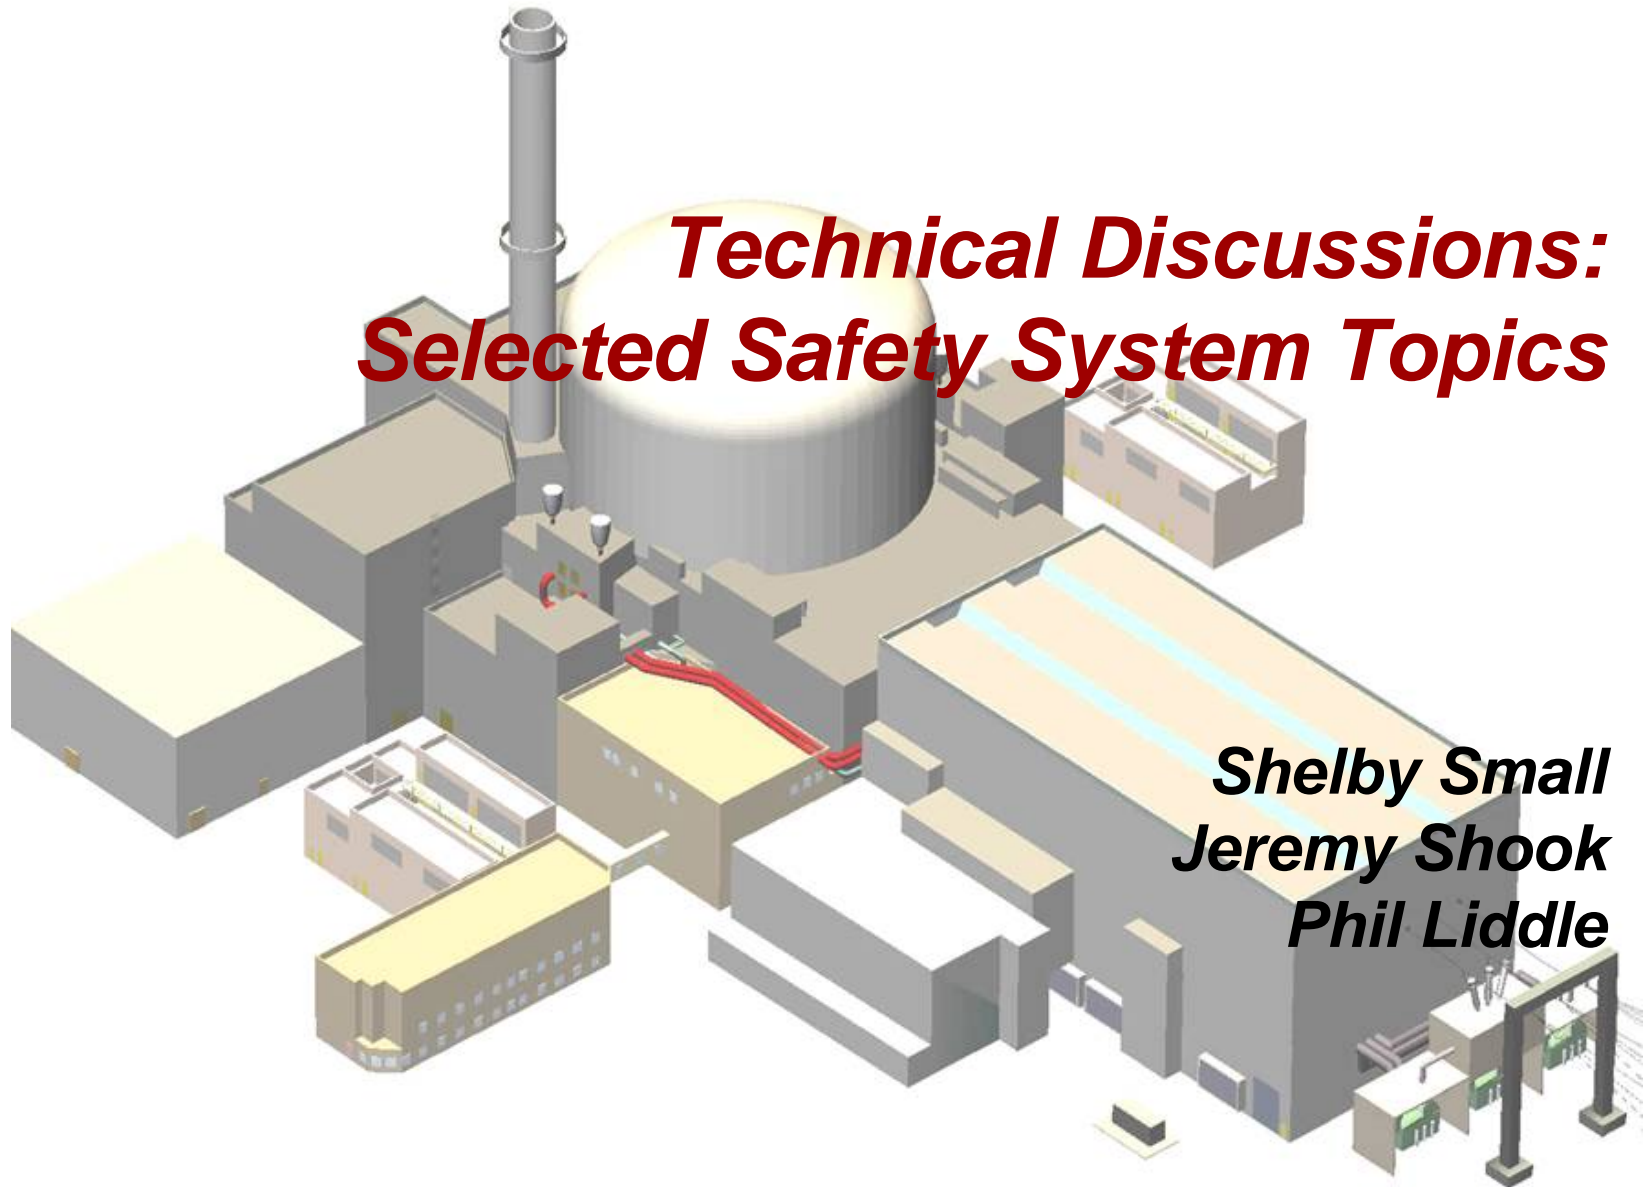 Technical Discussions:
Selected Safety System Topics
Shelby Small
Jeremy Shook
Phil Liddle